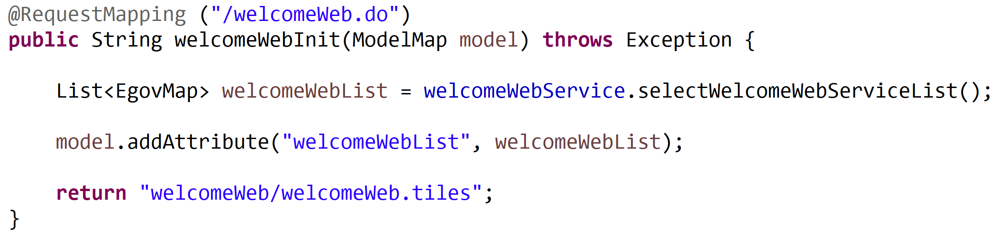 @RequestMapping ("/welcomeWeb.do")
public String welcomeWebInit(ModelMap model) throws Exception {
List<EgovMap> welcomeWebList = welcomeWebService.selectWelcomeWebServiceList();
model.addAttribute("welcomeWebList", welcomeWebList);
return "welcomeWeb/welcomeWeb.tiles";
}